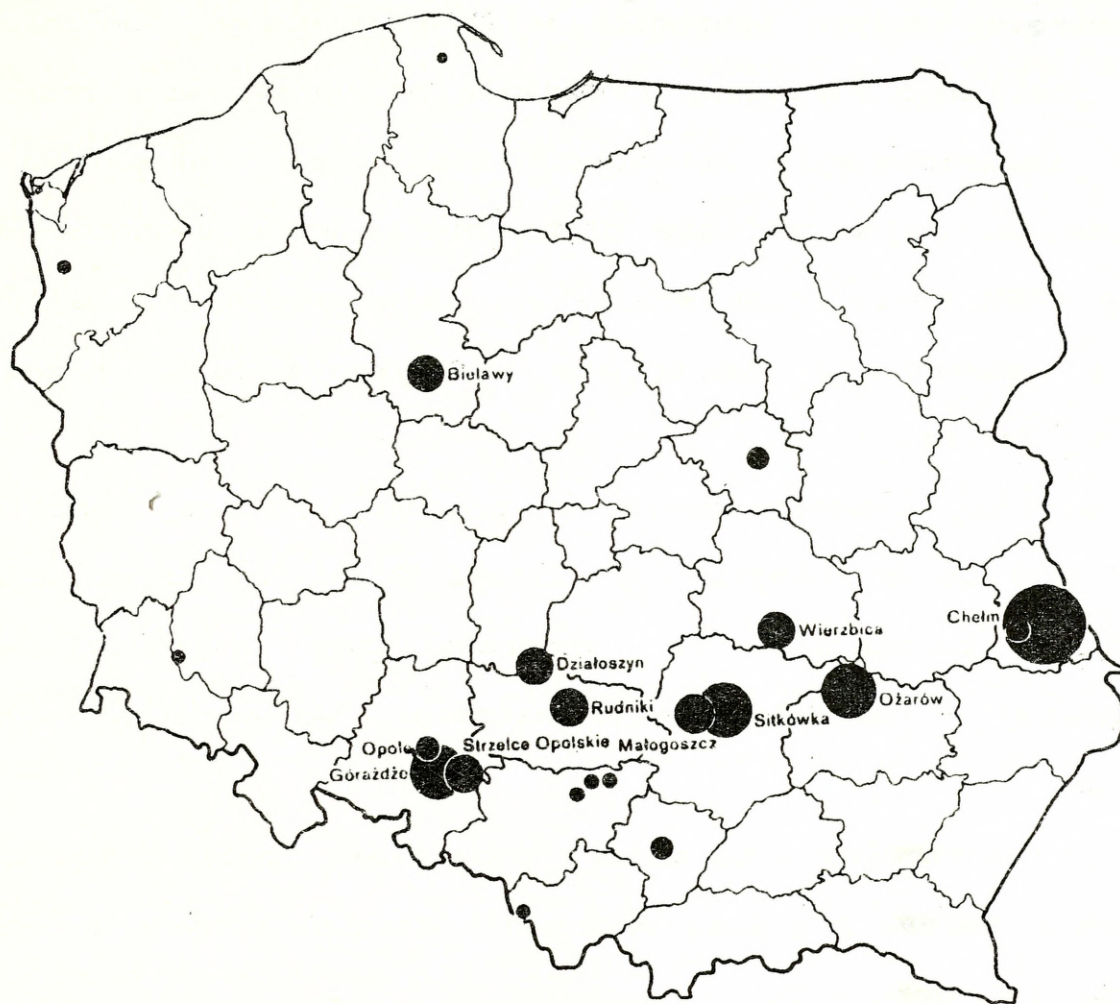 Bielawy
Chełm
Wierzbica
Działoszyn
Ożarów
Rudniki
Sitkówka
Opole
Strzelce Opolskie
Małogoszcz
Górażdże